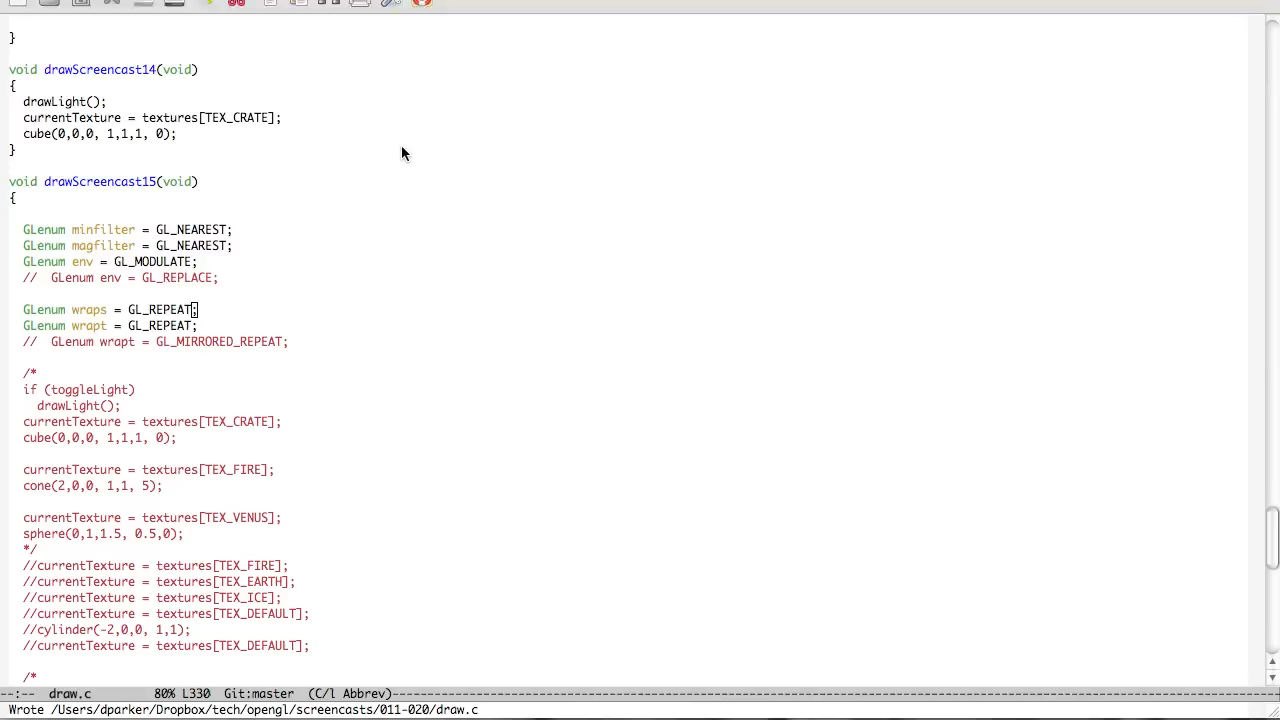 }
void drawScreencast14(void)
{
drawLight();
currentTexture = textures[TEX_CRATE];
cube(0,0,0, 1,1,1, 0);
}
void drawScreencast15(void)
{
GLenum minfilter = GL_NEAREST;
GLenum magfilter = GL_NEAREST;
GLenum env = GL_MODULATE;
//  GLenum env = GL_REPLACE;
GLenum wraps = GL_REPEAT;
GLenum wrapt = GL_REPEAT;
//  GLenum wrapt = GL_MIRRORED_REPEAT;
/*
if (toggleLight)
drawLight();
currentTexture = textures[TEX_CRATE];
cube(0,0,0, 1,1,1, 0);
currentTexture = textures[TEX_FIRE];
cone(2,0,0, 1,1, 5);
currentTexture = textures[TEX_VENUS];
sphere(0,1,1.5, 0.5,0);
*/
//currentTexture = textures[TEX_FIRE];
//currentTexture = textures[TEX_EARTH];
//currentTexture = textures[TEX_ICE];
//currentTexture = textures[TEX_DEFAULT];
//cylinder(-2,0,0, 1,1);
//currentTexture = textures[TEX_DEFAULT];
/*
--:-- draw.c 80% L330 Git:master (C/l Abbrev)
Wrote /Users/dparker/Dropbox/tech/opengl/screencasts/011-020/draw.c